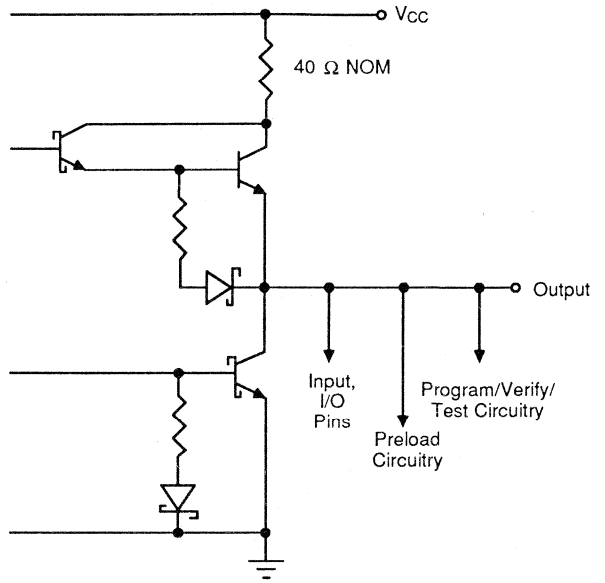 VCC
40 Ω NOM
Output
Input,
I/O
Pins
Preload
Circuitry
Program/Verify/
Test Circuitry